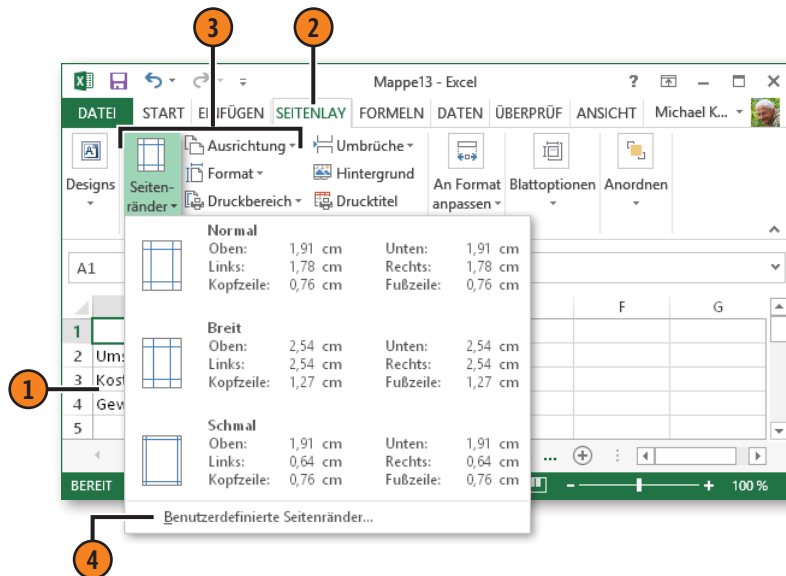 3
2
Mappe13 - Excel
?
DATEI START EINFÜGEN SEITENLAY FORMELN DATEN ÜBERPRÜF ANSICHT Michael K...
Designs
Seiten-
ränder
Ausrichtung
Format
Druckbereich
Umbrüche
Hintergrund
Drucktitel
An Format
anpassen
Blattoptionen
Anordnen
A1
Normal
Oben: 1,91 cm Unten: 1,91 cm
Links: 1,78 cm Rechts: 1,78 cm
Kopfzeile: 0,76 cm Fußzeile: 0,76 cm
Breit
Oben: 2,54 cm Unten: 2,54 cm
Links: 2,54 cm Rechts: 2,54 cm
Kopfzeile: 1,27 cm Fußzeile: 1,27 cm
Schmal
Oben: 1,91 cm Unten: 1,91 cm
Links: 0,64 cm Rechts: 0,64 cm
Kopfzeile: 0,76 cm Fußzeile: 0,76 cm
Benutzerdefinierte Seitenränder...
F G
1
2 Ums
3 Kost
4 Gew
5
...
BEREIT
100 %
1
4